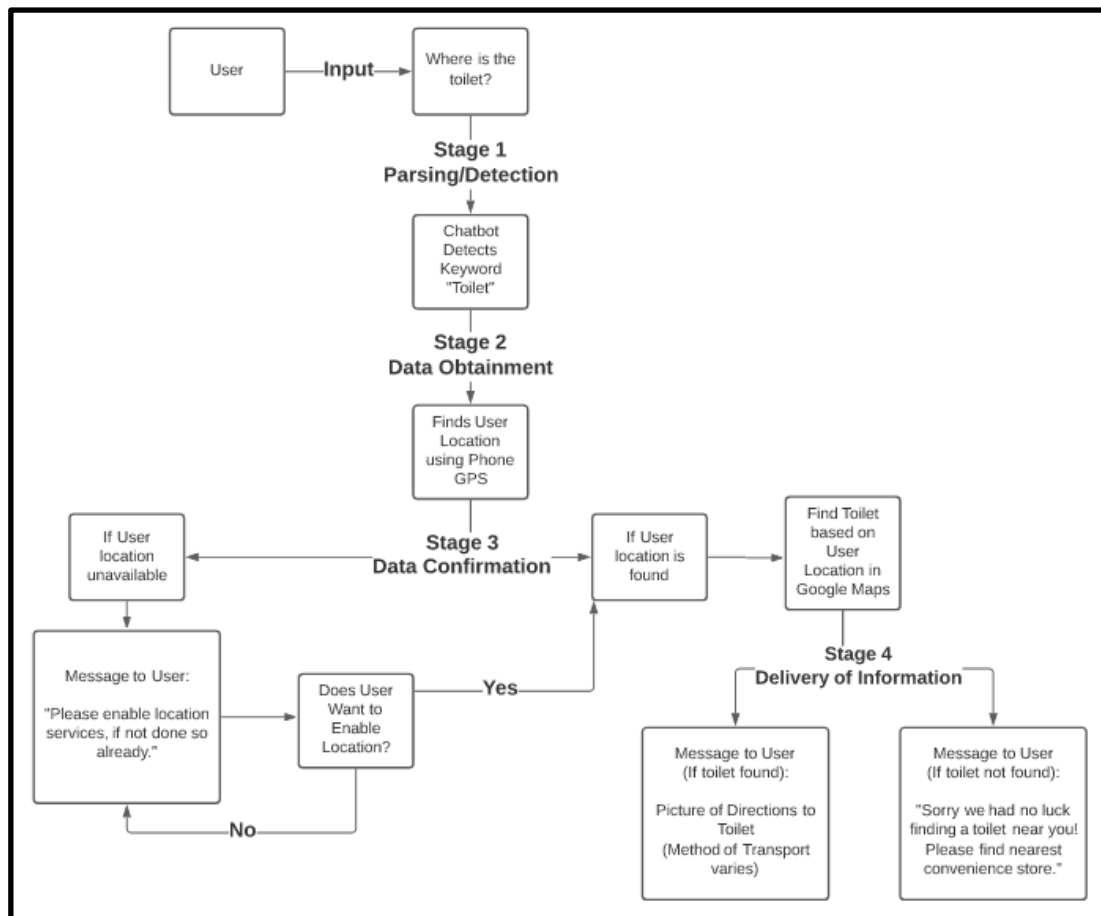 User
Input
Where is the
toilet?
Stage 1
Parsing/Detection
Chatbot
Detects
Keyword
"Toilet"
Stage 2
Data Obtainment
Finds User
Location
using Phone
GPS
Stage 3
Data Confirmation
If User
location
unavailable
If User
location is
found
Find Toilet
based on
User
Location in
Google Maps
Message to User:
"Please enable location
services, if not done so
already."
Does User
Want to
Enable
Location?
Yes
No
Stage 4
Delivery of Information
Message to User
(If toilet found):
Picture of Directions to
Toilet
(Method of Transport
varies)
Message to User
(If toilet not found):
"Sorry we had no luck
finding a toilet near you!
Please find nearest
convenience store."